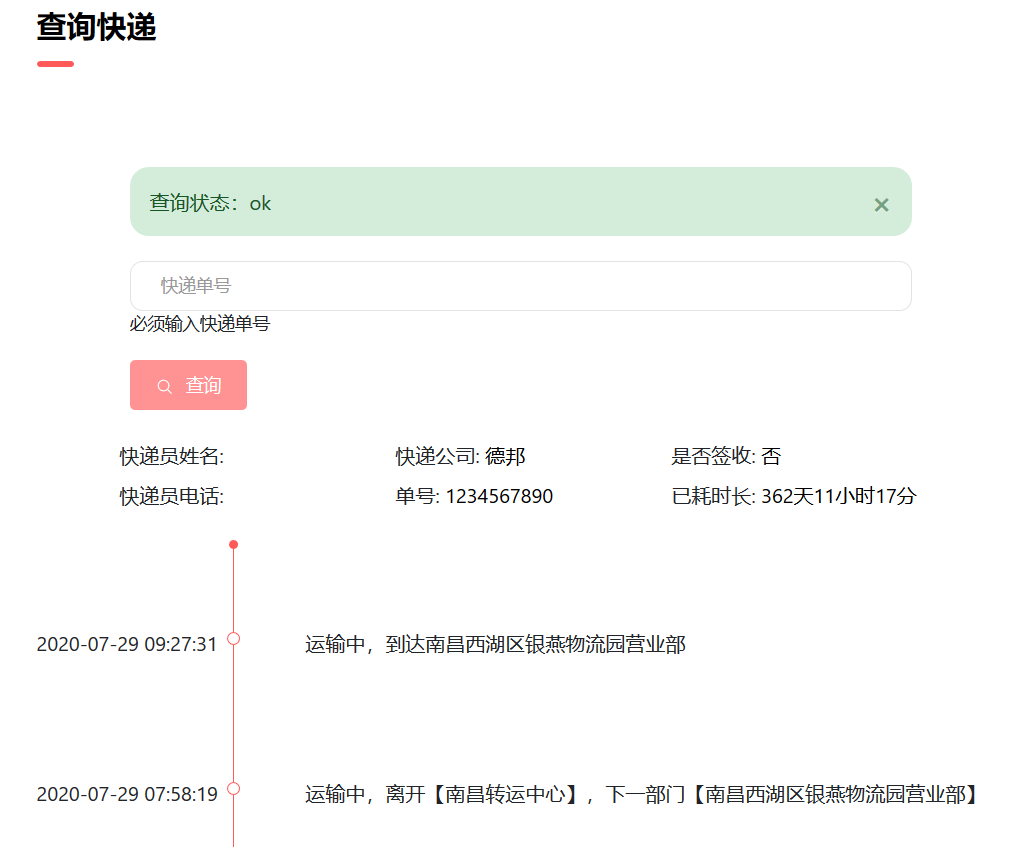 查询快递
查询状态：ok
×
快递单号
必须输入快递单号
查询
快递员姓名: 快递公司: 德邦 是否签收: 否
快递员电话: 单号: 1234567890 已耗时长: 362天11小时17分
2020-07-29 09:27:31 运输中，到达南昌西湖区银燕物流园营业部
2020-07-29 07:58:19 运输中，离开【南昌转运中心】，下一部门【南昌西湖区银燕物流园营业部】